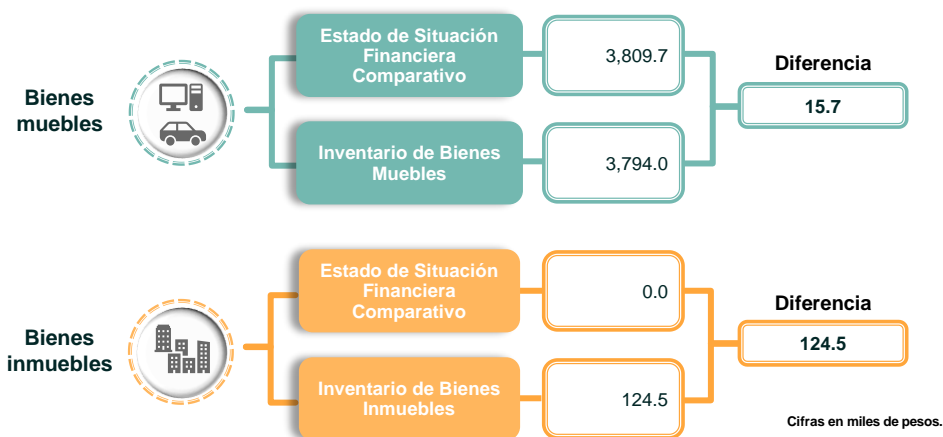 Bienes
muebles
Estado de Situación
Financiera
Comparativo
3,809.7
Inventario de Bienes
Muebles
3,794.0
Diferencia
15.7
Bienes
inmuebles
Estado de Situación
Financiera
Comparativo
0.0
Inventario de Bienes
Inmuebles
124.5
Diferencia
124.5
Cifras en miles de pesos.